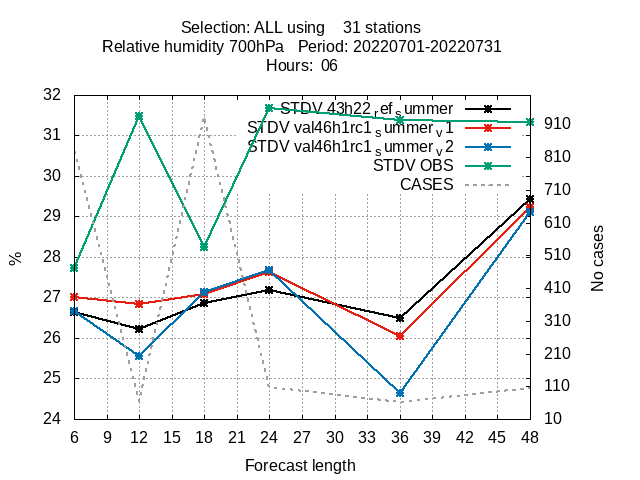 Selection: ALL using    31 stations
Relative humidity 700hPa   Period: 20220701-20220731
Hours:  06
32
31
30
29
28
27
26
25
24
%
STDV 43h22refsummer
STDV val46h1rc1summerv1
STDV val46h1rc1summerv2
STDV OBS
CASES
910
810
710
610
510
410
310
210
110
10
No cases
6 9 12 15 18 21 24 27 30 33 36 39 42 45 48
Forecast length